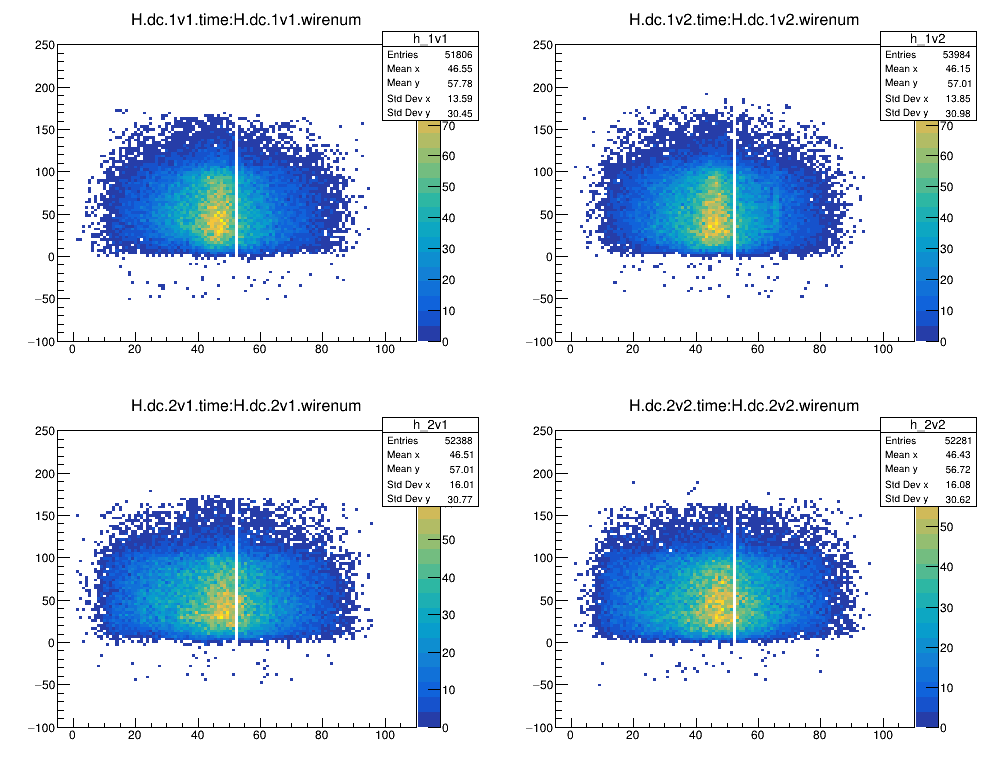 H.dc.1v1.time:H.dc.1v1.wirenum
h_1v1
Entries 51806
Mean x 46.55
Mean y 57.78
Std Dev x 13.59
Std Dev y 30.45
250
200
150
100
50
0
−50
−100
0 20 40 60 80 100
70
60
50
40
30
20
10
0
H.dc.1v2.time:H.dc.1v2.wirenum
h_1v2
Entries 53984
Mean x 46.15
Mean y 57.01
Std Dev x 13.85
Std Dev y 30.98
250
200
150
100
50
0
−50
−100
0 20 40 60 80 100
70
60
50
40
30
20
10
0
H.dc.2v1.time:H.dc.2v1.wirenum
h_2v1
Entries 52388
Mean x 46.51
Mean y 57.01
Std Dev x 16.01
Std Dev y 30.77
250
200
150
100
50
0
−50
−100
0 20 40 60 80 100
50
40
30
20
10
0
H.dc.2v2.time:H.dc.2v2.wirenum
h_2v2
Entries 52281
Mean x 46.43
Mean y 56.72
Std Dev x 16.08
Std Dev y 30.62
250
200
150
100
50
0
−50
−100
0 20 40 60 80 100
50
40
30
20
10
0